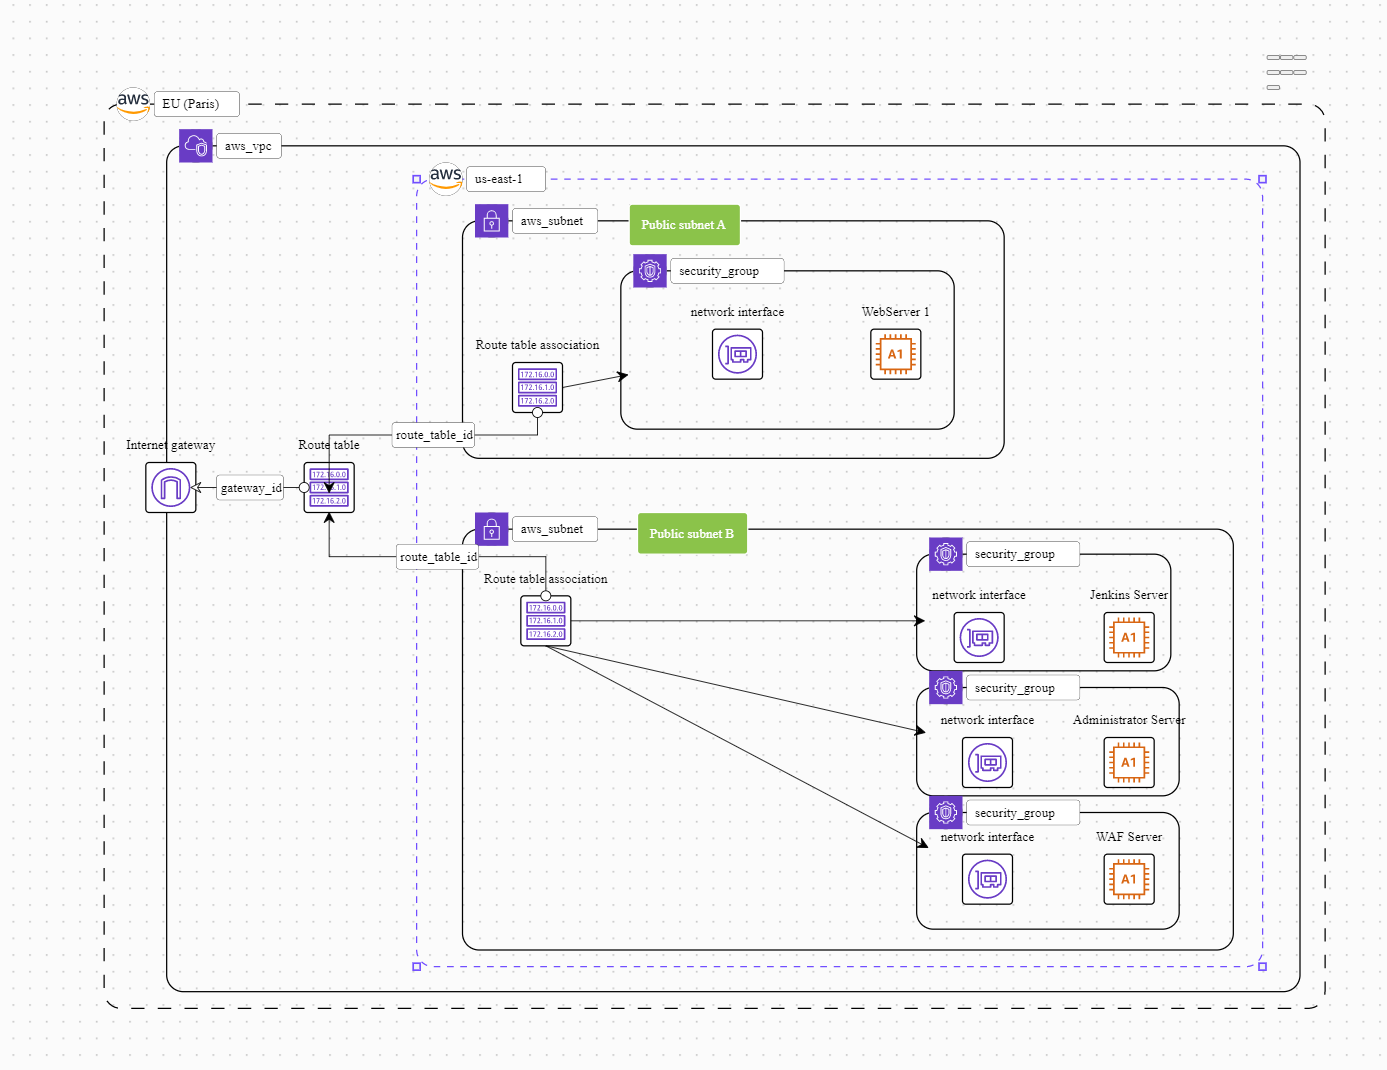 aws
EU (Paris)
aws_vpc
aws
us-east-1
aws_subnet
Public subnet A
security_group
network interface
WebServer 1
A1
Route table association
172.16.0.0
172.16.1.0
172.16.2.0
route_table_id
Internet gateway
Route table
gateway_id
172.16.0.0
172.16.1.0
172.16.2.0
aws_subnet
Public subnet B
route_table_id
Route table association
172.16.0.0
172.16.1.0
172.16.2.0
security_group
network interface
Jenkins Server
A1
security_group
network interface
Administrator Server
A1
security_group
network interface
WAF Server
A1